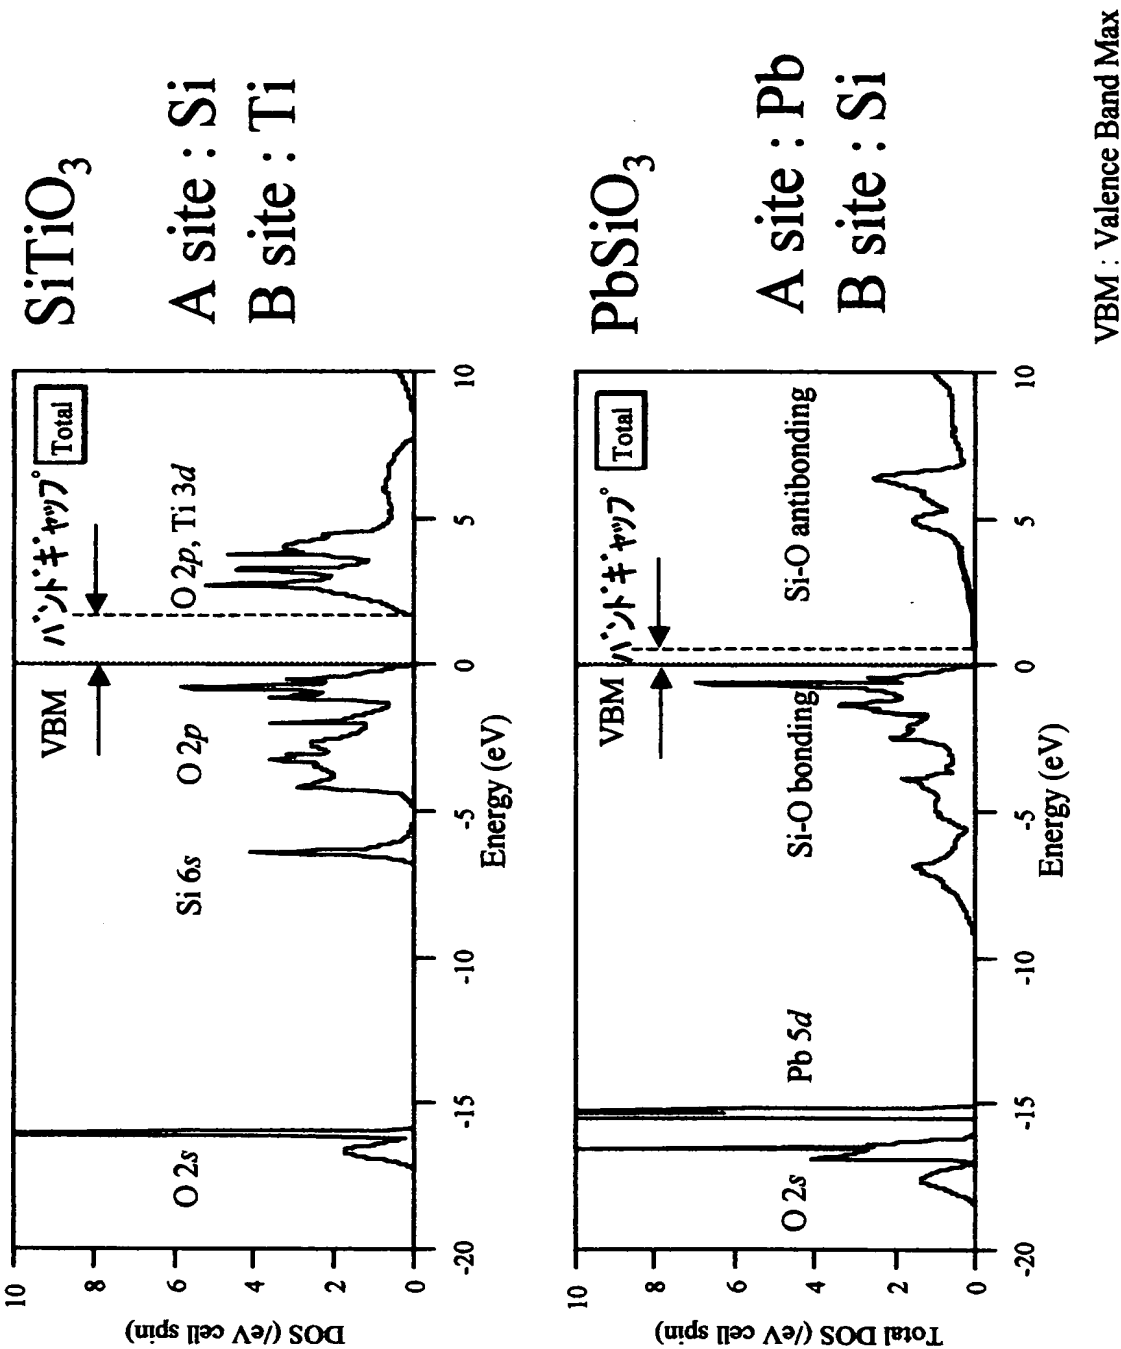 SiTiO3
A site : Si
B site : Ti
バンドギャップ
Total
VBM
O 2s
Si 6s
O 2p
O 2p, Ti 3d
DOS (/eV cell spin)
10
8
6
4
2
0
-20
-15
-10
-5
0
5
10
Energy (eV)
PbSiO3
A site : Pb
B site : Si
バンドギャップ
Total
VBM
O 2s
Pb 5d
Si-O bonding
Si-O antibonding
Total DOS (/eV cell spin)
10
8
6
4
2
0
-20
-15
-10
-5
0
5
10
Energy (eV)
VBM : Valence Band Max